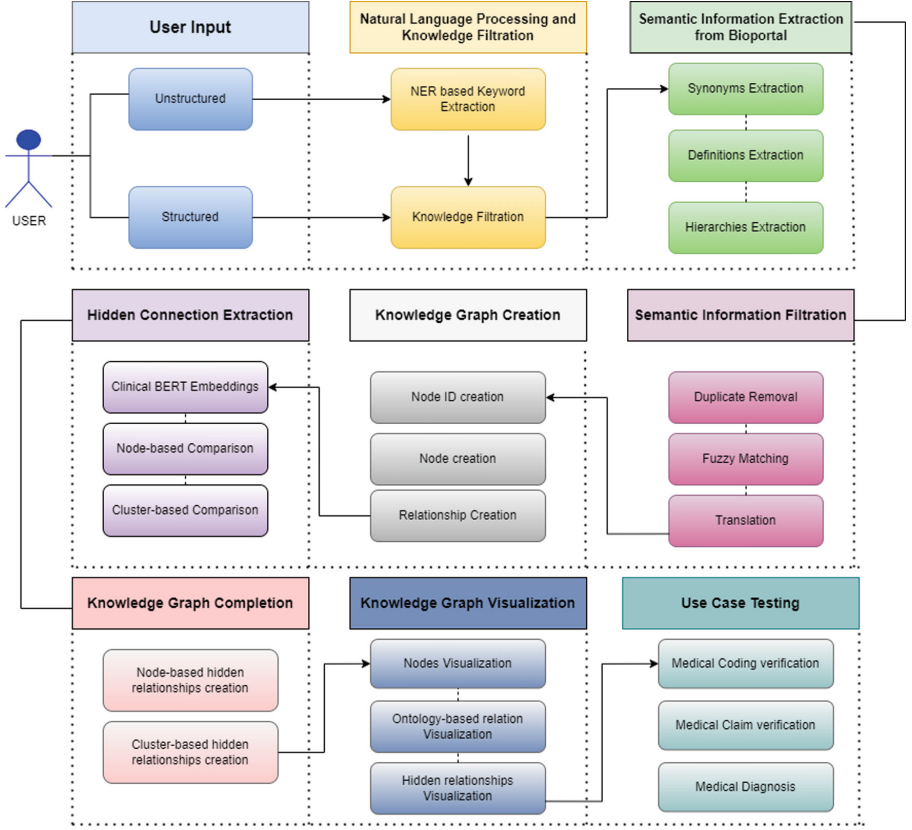 User Input
Natural Language Processing and
Knowledge Filtration
Semantic Information Extraction
from Bioportal
Unstructured
NER based Keyword
Extraction
Synonyms Extraction
Definitions Extraction
USER
Structured
Knowledge Filtration
Hierarchies Extraction
Hidden Connection Extraction
Knowledge Graph Creation
Semantic Information Filtration
Clinical BERT Embeddings
Node ID creation
Duplicate Removal
Node-based Comparison
Node creation
Fuzzy Matching
Cluster-based Comparison
Relationship Creation
Translation
Knowledge Graph Completion
Knowledge Graph Visualization
Use Case Testing
Node-based hidden
relationships creation
Nodes Visualization
Medical Coding verification
Cluster-based hidden
relationships creation
Ontology-based relation
Visualization
Medical Claim verification
Hidden relationships
Visualization
Medical Diagnosis